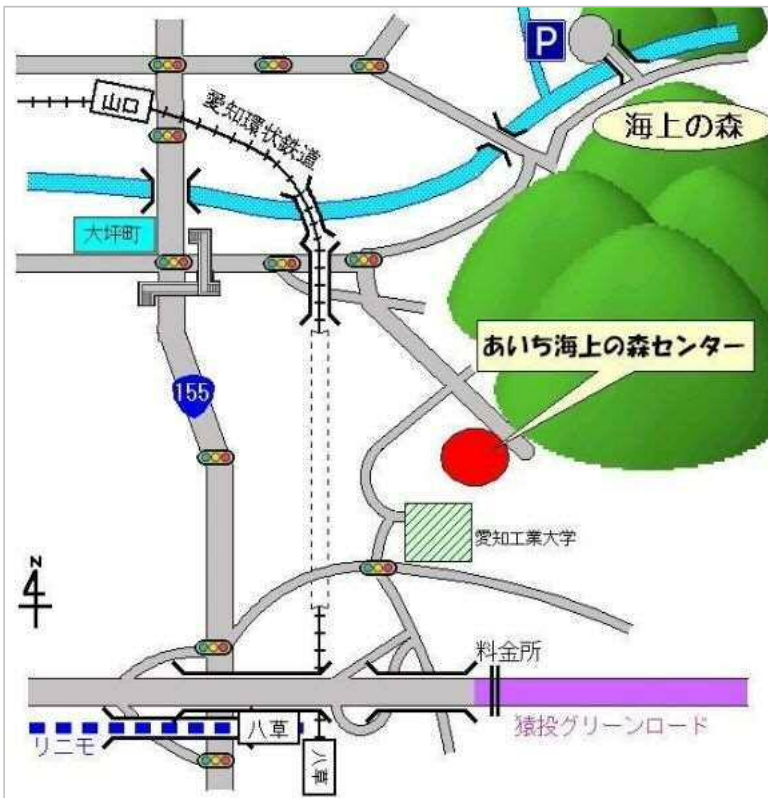 P
山口
愛知環状鉄道
海上の森
大坪町
あいち海上の森センター
155
愛知工業大学
N
料金所
八草
リニモ
八草
猿投グリーンロード